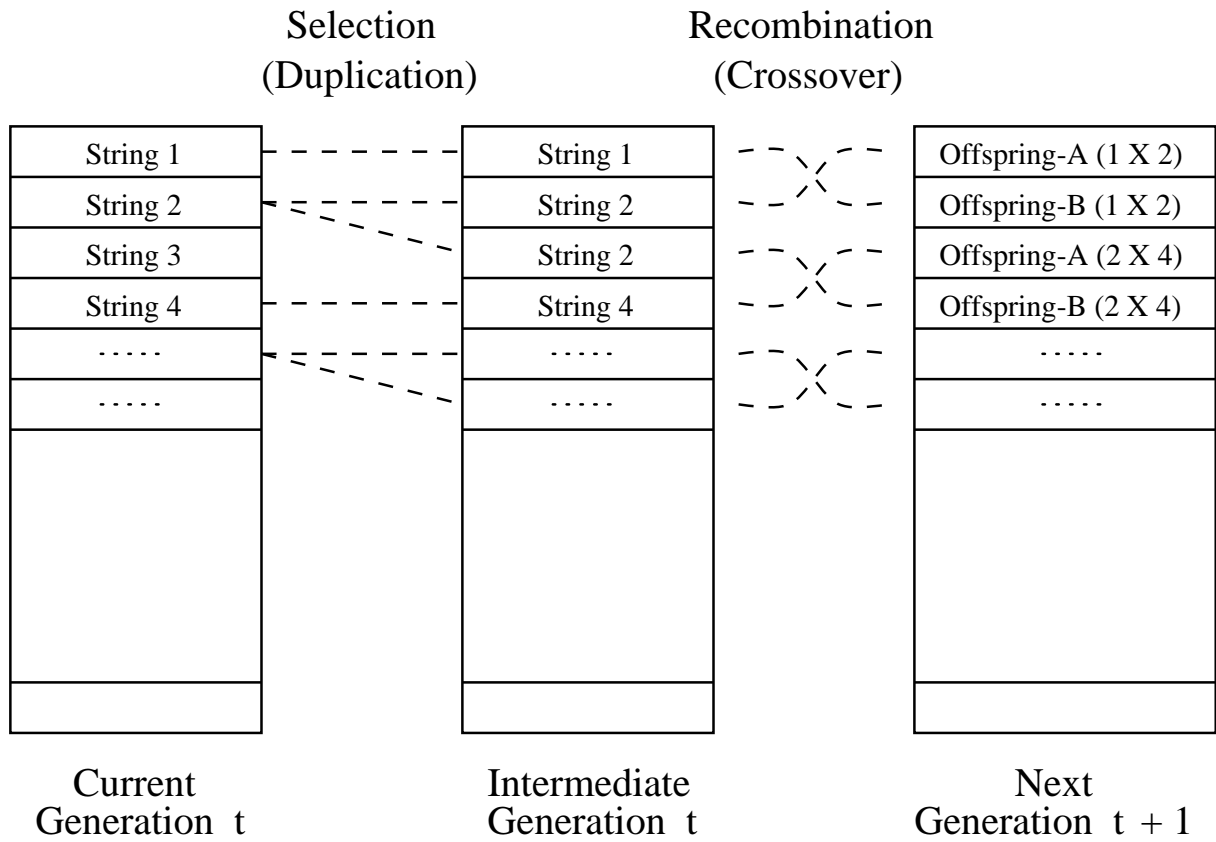 Selection
(Duplication)
Recombination
(Crossover)
String 1
String 2
String 3
String 4
.....
.....
String 1
String 2
String 2
String 4
.....
.....
Offspring-A (1 X 2)
Offspring-B (1 X 2)
Offspring-A (2 X 4)
Offspring-B (2 X 4)
.....
.....
Current
Generation t
Intermediate
Generation t
Next
Generation t + 1